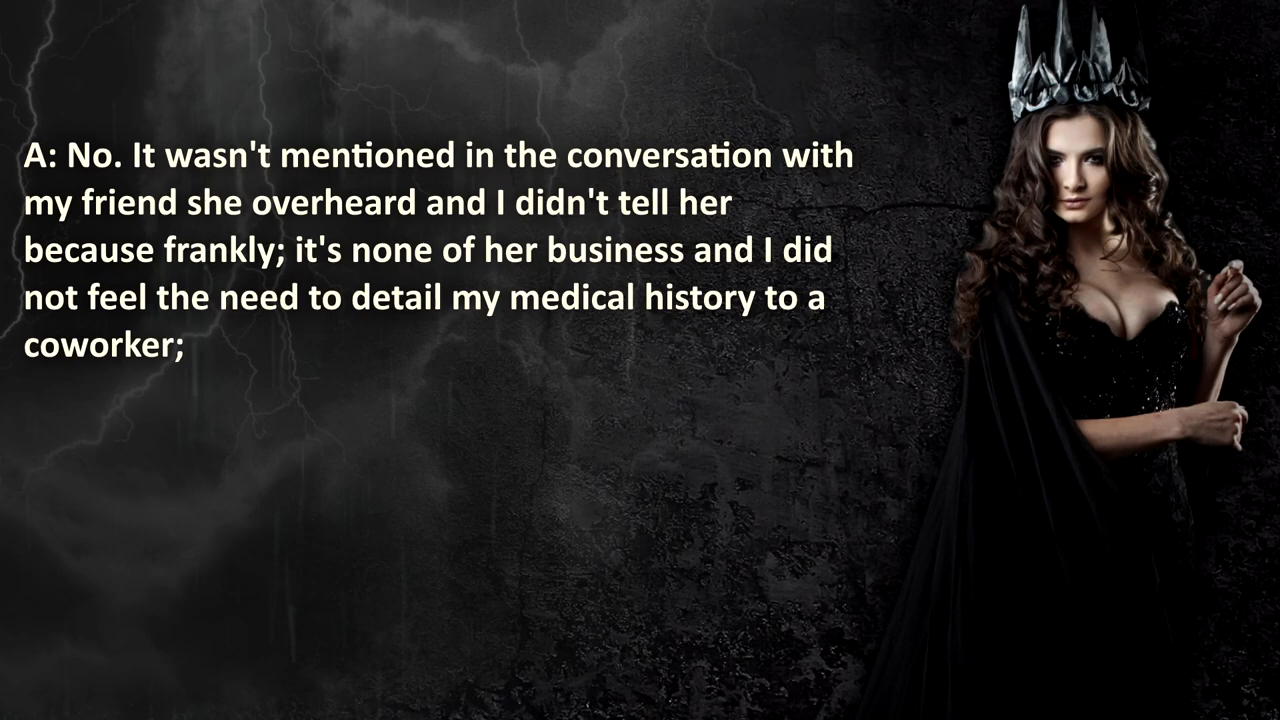 A: No. It wasn't mentioned in the conversation with
my friend she overheard and I didn't tell her
because frankly; it's none of her business and I did
not feel the need to detail my medical history to a
coworker;